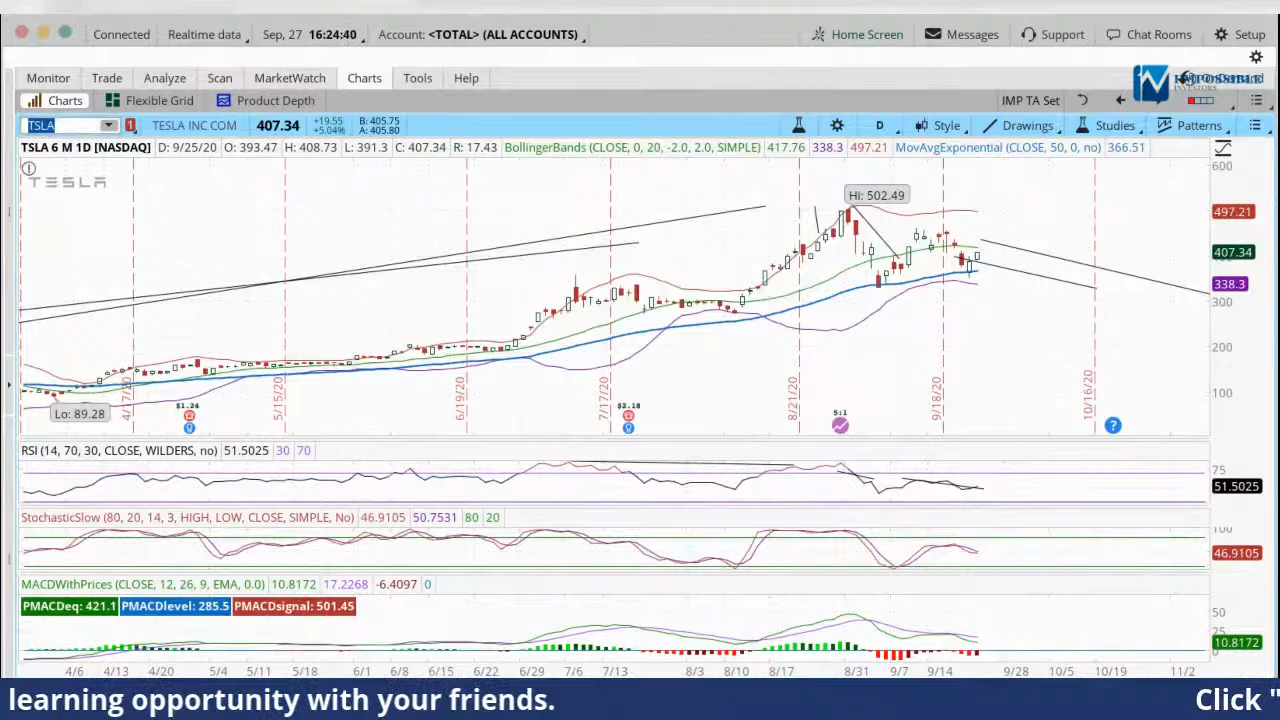 Connected Realtime data Sep, 27 16:24:40 Account: <TOTAL> (ALL ACCOUNTS) Home Screen Messages Support Chat Rooms Setup
Monitor Trade Analyze Scan MarketWatch Charts Tools Help
IMPOSSIBLE
INVESTORS
Charts Flexible Grid Product Depth IMP TA Set
TSLA 1 TESLA INC COM 407.34 +19.55 +5.04% B: 405.75 A: 405.80 D Style Drawings Studies Patterns
TSLA 6 M 1D [NASDAQ] D: 9/25/20 O: 393.47 H: 408.73 L: 391.3 C: 407.34 R: 17.43 BollingerBands (CLOSE, 0, 20, -2.0, 2.0, SIMPLE) 417.76 338.3 497.21 MovAvgExponential (CLOSE, 50, 0, no) 366.51
600
TESLA
Hi: 502.49
497.21
407.34
338.3
300
200
100
Lo: 89.28
4/17/20 5/15/20 6/19/20 7/17/20 8/21/20 9/18/20 10/16/20
$1.24 $2.18 5:1
?
RSI (14, 70, 30, CLOSE, WILDERS, no) 51.5025 30 70
75
51.5025
StochasticSlow (80, 20, 14, 3, HIGH, LOW, CLOSE, SIMPLE, No) 46.9105 50.7531 80 20
100
46.9105
MACDWithPrices (CLOSE, 12, 26, 9, EMA, 0.0) 10.8172 17.2268 -6.4097 0
PMACDeq: 421.1 PMACDlevel: 285.5 PMACDsignal: 501.45
50
25
10.8172
4/6 4/13 4/20 5/4 5/11 5/18 6/1 6/8 6/15 6/22 7/6 7/13 8/3 8/10 8/17 8/31 9/7 9/14 9/28 10/5 10/19 11/2
learning opportunity with your friends. Click "